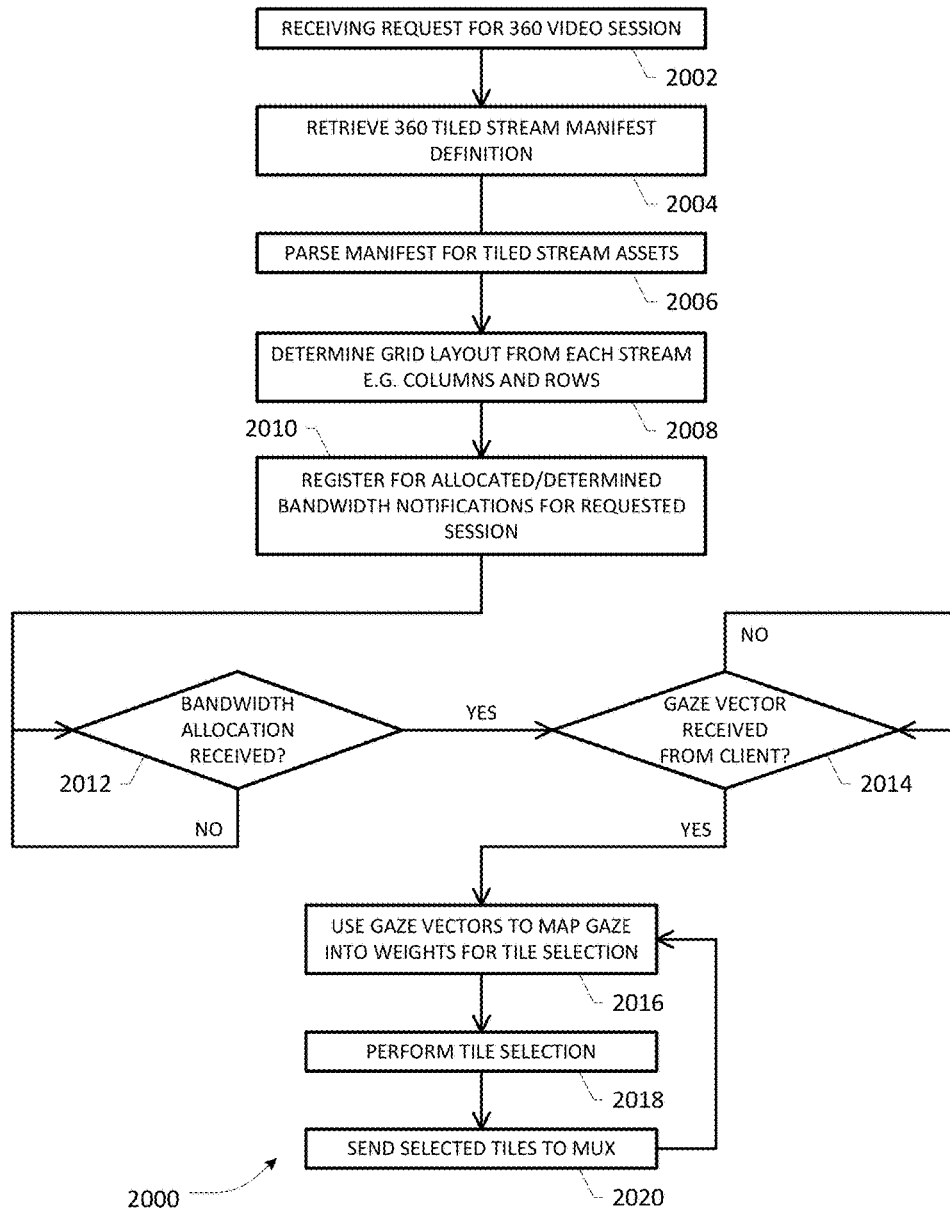 RECEIVING REQUEST FOR 360 VIDEO SESSION
2002
RETRIEVE 360 TILED STREAM MANIFEST
DEFINITION
2004
PARSE MANIFEST FOR TILED STREAM ASSETS
2006
DETERMINE GRID LAYOUT FROM EACH STREAM
E.G. COLUMNS AND ROWS
2008
2010
REGISTER FOR ALLOCATED/DETERMINED
BANDWIDTH NOTIFICATIONS FOR REQUESTED
SESSION
NO
BANDWIDTH
ALLOCATION
RECEIVED?
2012
YES
GAZE VECTOR
RECEIVED
FROM CLIENT?
2014
NO
YES
USE GAZE VECTORS TO MAP GAZE
INTO WEIGHTS FOR TILE SELECTION
2016
PERFORM TILE SELECTION
2018
SEND SELECTED TILES TO MUX
2020
2000